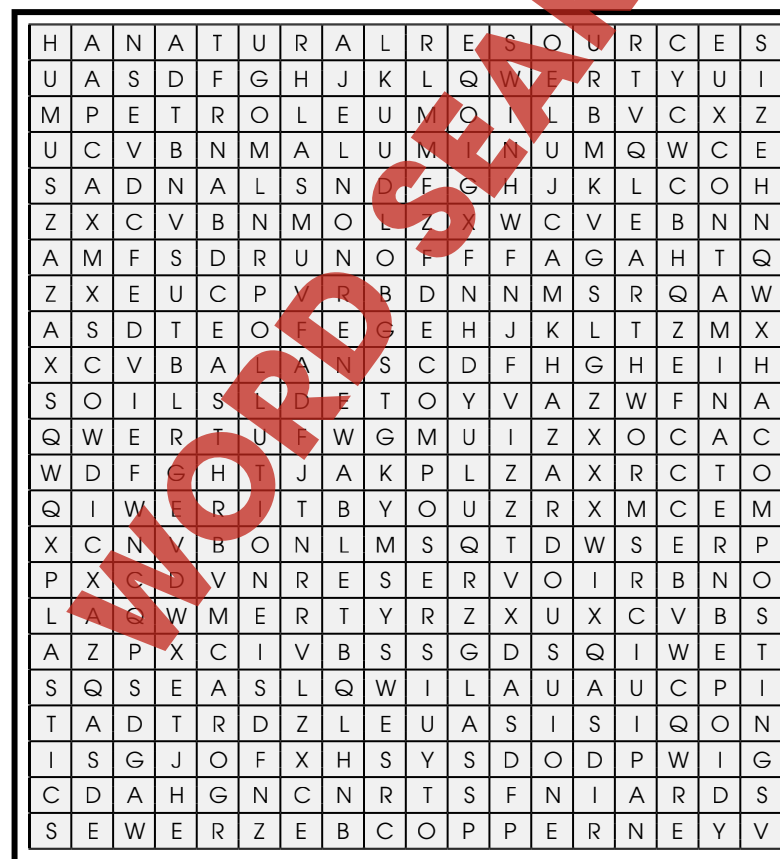 H A N A T U R A L R E S O U R C E S
U A S D F G H J K L Q W E R T Y U I
M P E T R O L E U M O I L B V C X Z
U C V B N M A L U M I N U M Q W C E
S A D N A L S N D F G H J K L C O H
Z X C V B N M O L Z X W C V E B N N
A M F S D R U N O F F F A G A H T Q
Z X E U C P V R B D N N M S R Q A W
A S D T E O F E G E H J K L T Z M X
X C V B A L A N S C D F H G H E I H
S O I L S L D E T O Y V A Z W F N A
Q W E R T U F W G M U I Z X O C A C
W D F G H T J A K P L Z A X R C T O
Q I W E R I T B Y O U Z R X M C E M
X C N V B O N L M S Q T D W S E R P
P X C D V N R E S E R V O I R B N O
L A Q W M E R T Y R Z X U X C V B S
A Z P X C I V B S S G D S Q I W E T
S Q S E A S L Q W I L A U A U C P I
T A D T R D Z L E U A S I S I Q O N
I S G J O F X H S Y S D O D P W I G
C D A H G N C N R T S F N I A R D S
S E W E R Z E B C O P P E R N E Y V
WORD SEAR